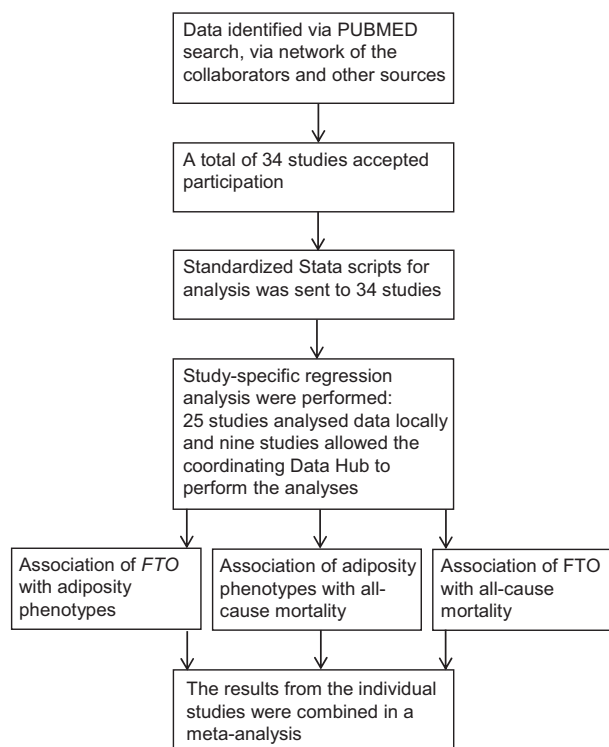 Data identified via PUBMED
search, via network of the
collaborators and other sources
A total of 34 studies accepted
participation
Standardized Stata scripts for
analysis was sent to 34 studies
Study-specific regression
analysis were performed:
25 studies analysed data locally
and nine studies allowed the
coordinating Data Hub to
perform the analyses
Association of FTO
with adiposity
phenotypes
Association of adiposity
phenotypes with all-
cause mortality
Association of FTO
with all-cause
mortality
The results from the individual
studies were combined in a
meta-analysis